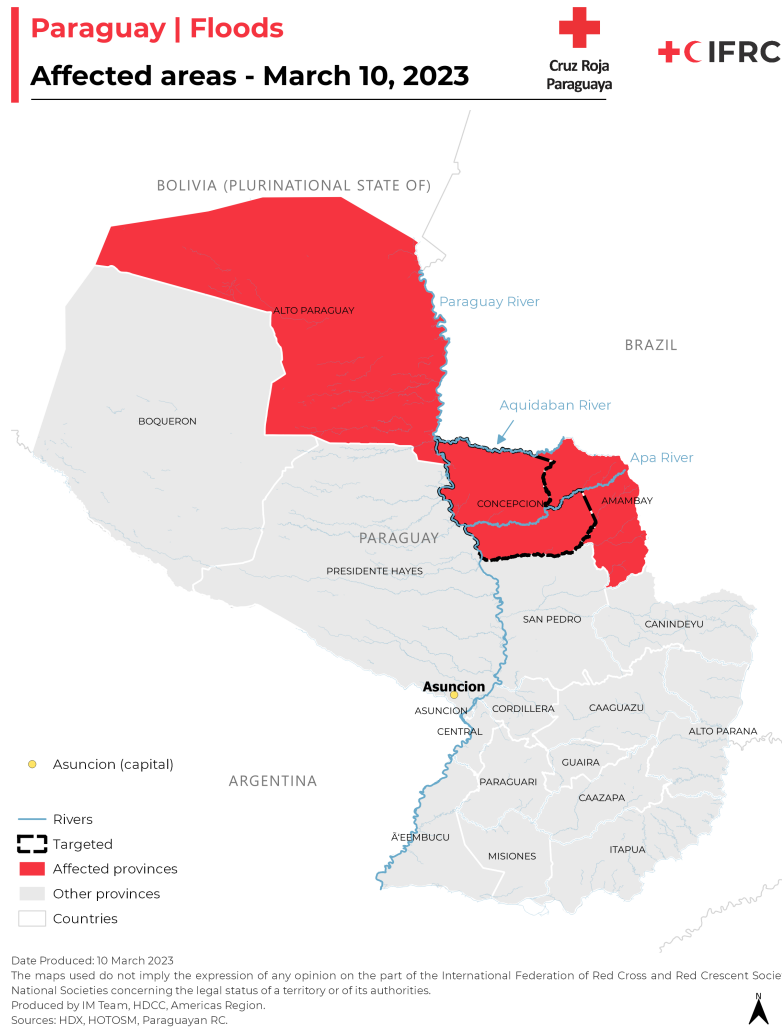 Paraguay | Floods
Affected areas - March 10, 2023
Cruz Roja
Paraguaya
IFRC
BOLIVIA (PLURINATIONAL STATE OF)
Paraguay River
ALTO PARAGUAY
BRAZIL
Aquidaban River
BOQUERON
Apa River
CONCEPCION
AMAMBAY
PARAGUAY
PRESIDENTE HAYES
SAN PEDRO
CANINDEYU
Asuncion
ASUNCION
CORDILLERA
CAAGUAZU
CENTRAL
ALTO PARANA
Asuncion (capital)
GUAIRA
ARGENTINA
PARAGUARI
CAAZAPA
Rivers
Ã'EEMBUCU
Targeted
ITAPUA
MISIONES
Affected provinces
Other provinces
Countries
Date Produced: 10 March 2023
The maps used do not imply the expression of any opinion on the part of the International Federation of Red Cross and Red Crescent Socie
National Societies concerning the legal status of a territory or of its authorities.
Produced by IM Team, HDCC, Americas Region.
Sources: HDX, HOTOSM, Paraguayan RC.
N